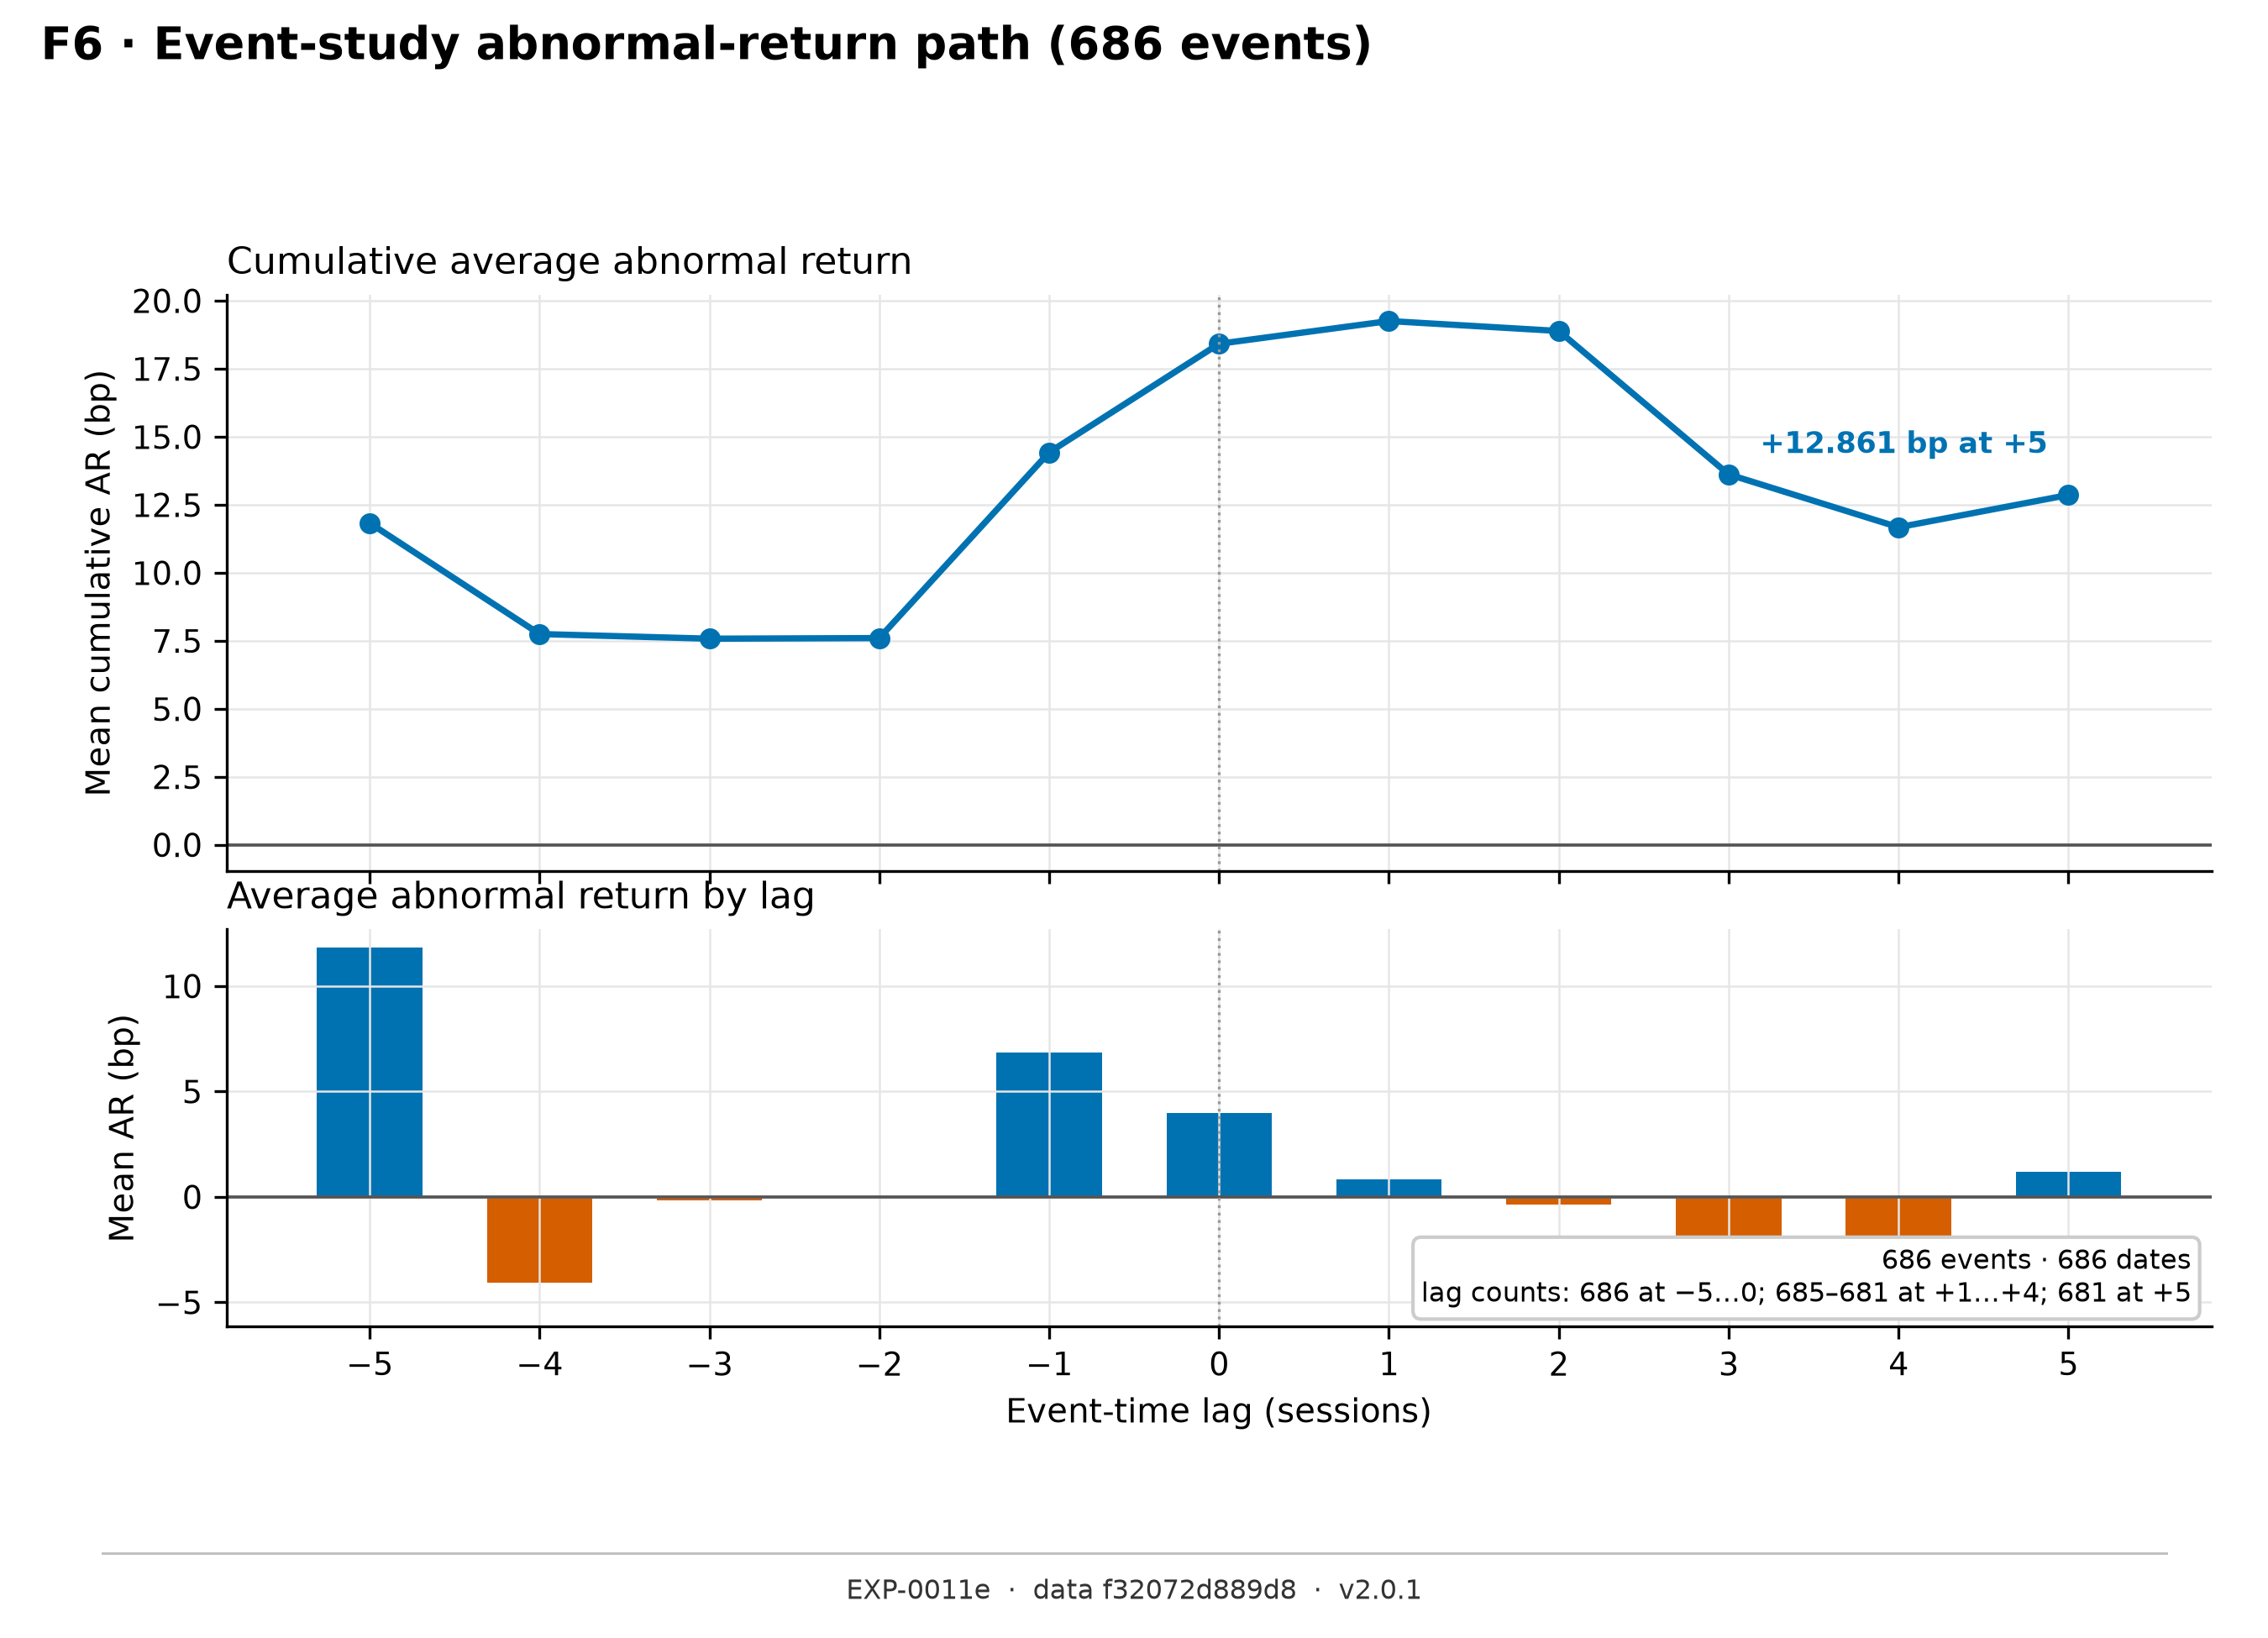 F6 · Event-study abnormal-return path (686 events)
Cumulative average abnormal return
Mean cumulative AR (bp)
20.0
17.5
15.0
12.5
10.0
7.5
5.0
2.5
0.0
+12.861 bp at +5
Average abnormal return by lag
Mean AR (bp)
10
5
0
−5
686 events · 686 dates
lag counts: 686 at −5…0; 685–681 at +1…+4; 681 at +5
−5 −4 −3 −2 −1 0 1 2 3 4 5
Event-time lag (sessions)
EXP-0011e · data f32072d889d8 · v2.0.1